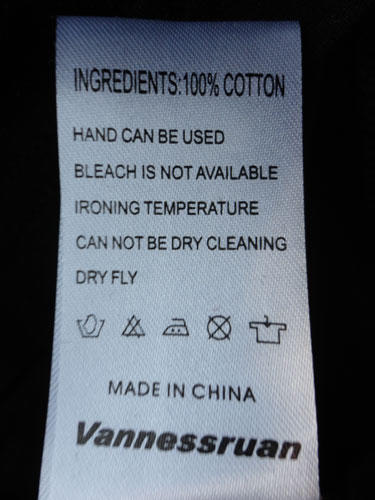 INGREDIENTS:100% COTTON
HAND CAN BE USED
BLEACH IS NOT AVAILABLE
IRONING TEMPERATURE
CAN NOT BE DRY CLEANING
DRY FLY
MADE IN CHINA
Vannessruan